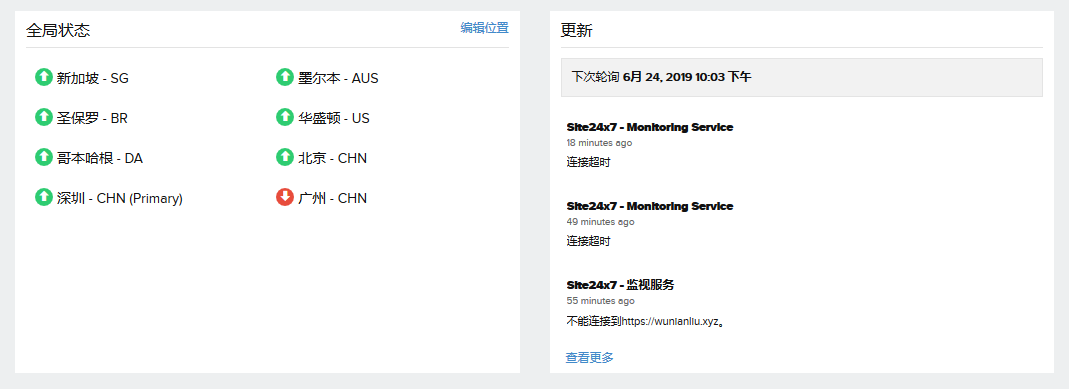 全局状态
编辑位置
新加坡 - SG
墨尔本 - AUS
圣保罗 - BR
华盛顿 - US
哥本哈根 - DA
北京 - CHN
深圳 - CHN (Primary)
广州 - CHN
更新
下次轮询 6月 24, 2019 10:03 下午
Site24x7 - Monitoring Service
18 minutes ago
连接超时
Site24x7 - Monitoring Service
49 minutes ago
连接超时
Site24x7 - 监视服务
55 minutes ago
不能连接到https://wunianliu.xyz。
查看更多